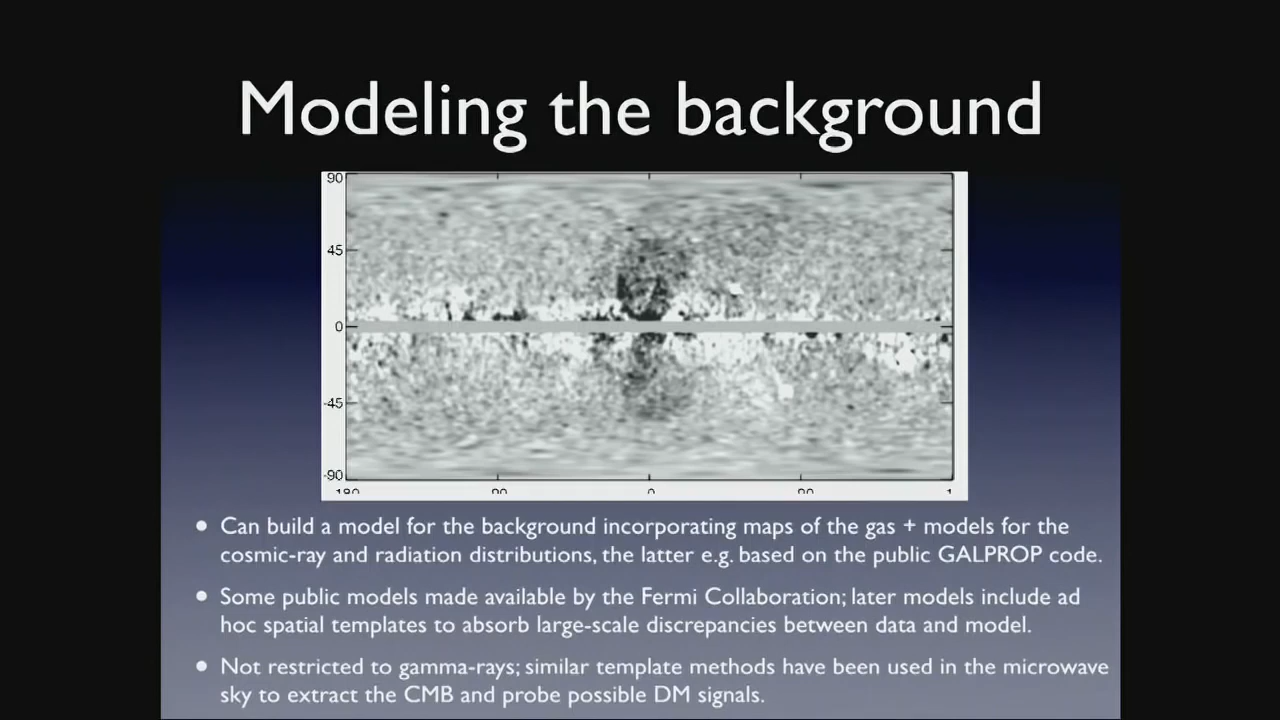 Modeling the background
90
45
0
-45
-90
180 90 0 90 1
• Can build a model for the background incorporating maps of the gas + models for the
cosmic-ray and radiation distributions, the latter e.g. based on the public GALPROP code.
• Some public models made available by the Fermi Collaboration; later models include ad
hoc spatial templates to absorb large-scale discrepancies between data and model.
• Not restricted to gamma-rays; similar template methods have been used in the microwave
sky to extract the CMB and probe possible DM signals.